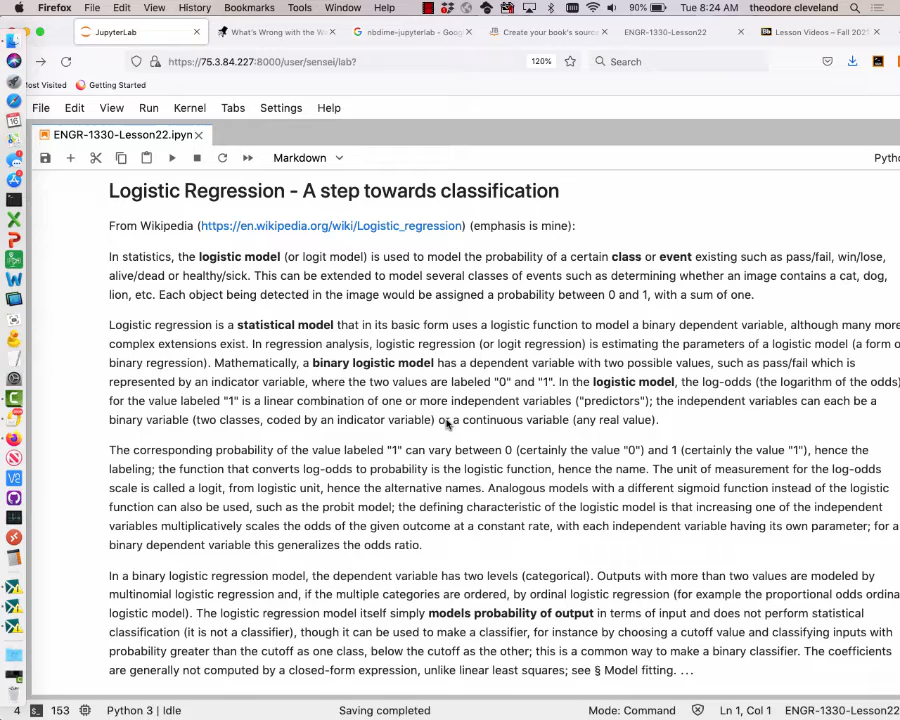 Firefox File Edit View History Bookmarks Tools Window Help 90% Tue 8:24 AM theodore cleveland
JupyterLab What's Wrong with the Wa nbdime-jupyterlab - Goog Create your book's source ENGR-1330-Lesson22 Lesson Videos – Fall 202
https://75.3.84.227:8000/user/sensei/lab? 120% Search
ost Visited Getting Started
File Edit View Run Kernel Tabs Settings Help
ENGR-1330-Lesson22.ipyn
Markdown Pytho
Logistic Regression - A step towards classification
From Wikipedia (https://en.wikipedia.org/wiki/Logistic_regression) (emphasis is mine):
In statistics, the logistic model (or logit model) is used to model the probability of a certain class or event existing such as pass/fail, win/lose,
alive/dead or healthy/sick. This can be extended to model several classes of events such as determining whether an image contains a cat, dog,
lion, etc. Each object being detected in the image would be assigned a probability between 0 and 1, with a sum of one.
Logistic regression is a statistical model that in its basic form uses a logistic function to model a binary dependent variable, although many more
complex extensions exist. In regression analysis, logistic regression (or logit regression) is estimating the parameters of a logistic model (a form o
binary regression). Mathematically, a binary logistic model has a dependent variable with two possible values, such as pass/fail which is
represented by an indicator variable, where the two values are labeled "0" and "1". In the logistic model, the log-odds (the logarithm of the odds)
for the value labeled "1" is a linear combination of one or more independent variables ("predictors"); the independent variables can each be a
binary variable (two classes, coded by an indicator variable) or a continuous variable (any real value).
The corresponding probability of the value labeled "1" can vary between 0 (certainly the value "0") and 1 (certainly the value "1"), hence the
labeling; the function that converts log-odds to probability is the logistic function, hence the name. The unit of measurement for the log-odds
scale is called a logit, from logistic unit, hence the alternative names. Analogous models with a different sigmoid function instead of the logistic
function can also be used, such as the probit model; the defining characteristic of the logistic model is that increasing one of the independent
variables multiplicatively scales the odds of the given outcome at a constant rate, with each independent variable having its own parameter; for a
binary dependent variable this generalizes the odds ratio.
In a binary logistic regression model, the dependent variable has two levels (categorical). Outputs with more than two values are modeled by
multinomial logistic regression and, if the multiple categories are ordered, by ordinal logistic regression (for example the proportional odds ordina
logistic model). The logistic regression model itself simply models probability of output in terms of input and does not perform statistical
classification (it is not a classifier), though it can be used to make a classifier, for instance by choosing a cutoff value and classifying inputs with
probability greater than the cutoff as one class, below the cutoff as the other; this is a common way to make a binary classifier. The coefficients
are generally not computed by a closed-form expression, unlike linear least squares; see § Model fitting. ...
4 153 Python 3 | Idle Saving completed Mode: Command Ln 1, Col 1 ENGR-1330-Lesson22